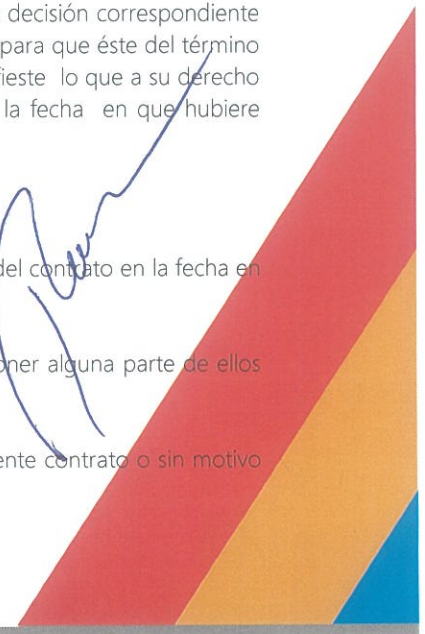 decisión correspondiente
para que éste del término
fieste lo que a su derecho
la fecha en que hubiere
del contrato en la fecha en
oner alguna parte de ellos
ente contrato o sin motivo